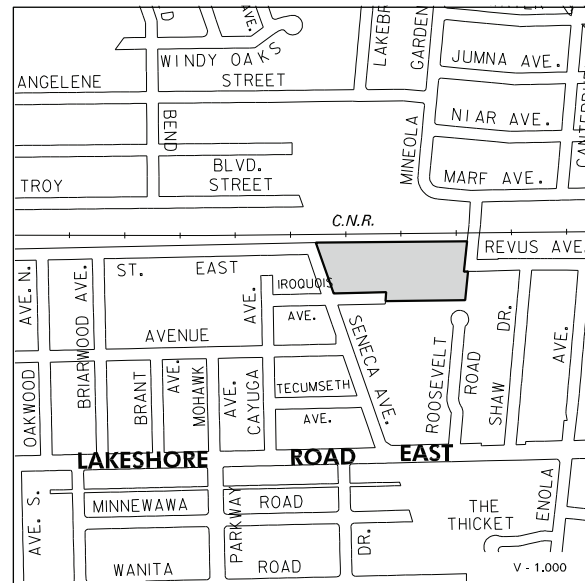 AVE.
WINDY OAKS
STREET
ANGELENE
BEND
LAKEB
GARDEN
JUMNA AVE.
NIAR AVE.
MINEOLA
BLVD.
STREET
TROY
MARF AVE.
C.N.R.
REVUS AVE.
ST. EAST
IROQUOIS
AVE.
AVENUE
AVE. N.
OAKWOOD
BRIARWOOD AVE.
BRANT
AVE.
MOHAWK
AVE.
CAYUGA
AVE.
TECUMSETH
AVE.
SENECA AVE.
ROOSEVELT
ROAD
SHAW
DR.
AVE.
LAKESHORE ROAD EAST
AVE. S.
MINNEWAWA ROAD
PARKWAY
DR.
WANITA ROAD
THE
THICKET
ENOLA
V - 1.000